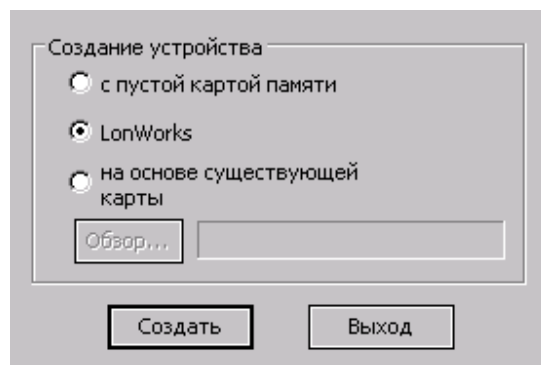 Создание устройства
с пустой картой памяти
LonWorks
на основе существующей
карты
Обзор...
Создать
Выход